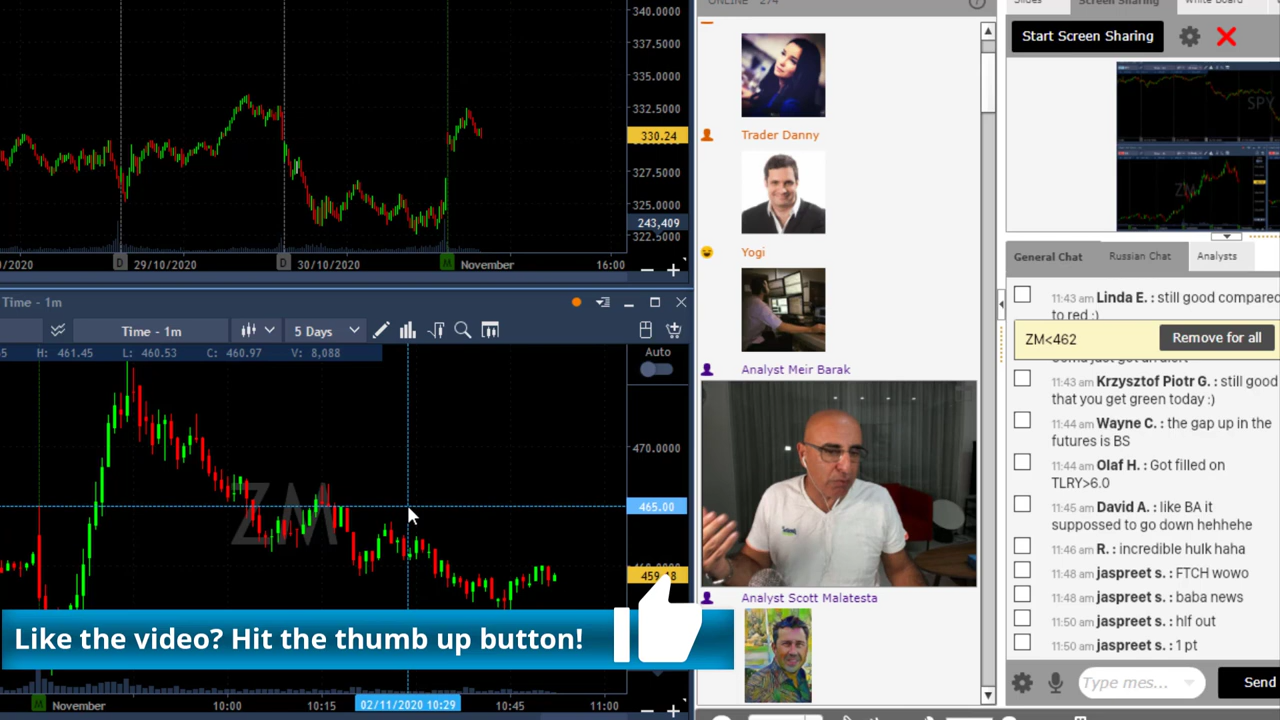 340.0000
337.5000
335.0000
332.5000
330.24
327.5000
325.0000
243,409
322.5000
/2020
D
29/10/2020
D
30/10/2020
M
November
16:00
Time - 1m
Time - 1m
5 Days
H: 461.45
L: 460.53
C: 460.97
V: 8,088
Auto
ZM
470.0000
465.00
Like the video? Hit the thumb up button!
M
November
10:00
10:15
02/11/2020 10:29
10:45
11:00
Trader Danny
Yogi
Analyst Meir Barak
Analyst Scott Malatesta
Start Screen Sharing
SPY
ZM
General Chat
Russian Chat
Analysts
11:43 am Linda E. : still good compared
to red :)
ZM<462
Remove for all
11:43 am Krzysztof Piotr G. : still good
that you get green today :)
11:44 am Wayne C. : the gap up in the
futures is BS
11:44 am Olaf H. : Got filled on
TLRY>6.0
11:45 am David A. : like BA it
suppossed to go down hehhehe
11:46 am R. : incredible hulk haha
11:48 am jaspreet s. : FTCH wowo
11:48 am jaspreet s. : baba news
11:50 am jaspreet s. : hlf out
11:50 am jaspreet s. : 1 pt
Type mes...
Send